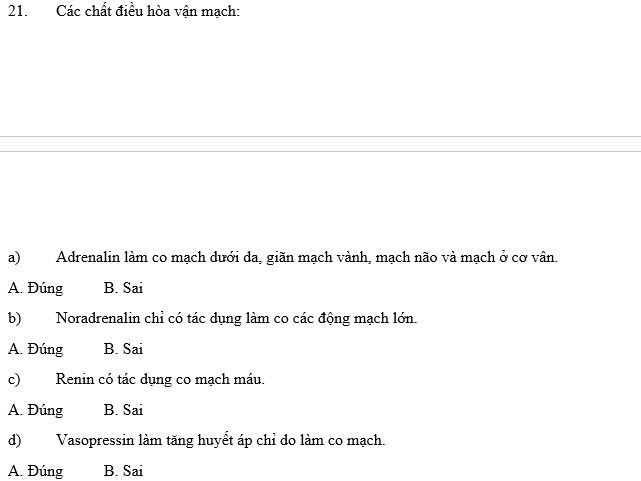 21. Các chất điều hòa vận mạch:
a) Adrenalin làm co mạch dưới da, giãn mạch vành, mạch não và mạch ở cơ vân.
A. Đúng B. Sai
b) Noradrenalin chỉ có tác dụng làm co các động mạch lớn.
A. Đúng B. Sai
c) Renin có tác dụng co mạch máu.
A. Đúng B. Sai
d) Vasopressin làm tăng huyết áp chỉ do làm co mạch.
A. Đúng B. Sai